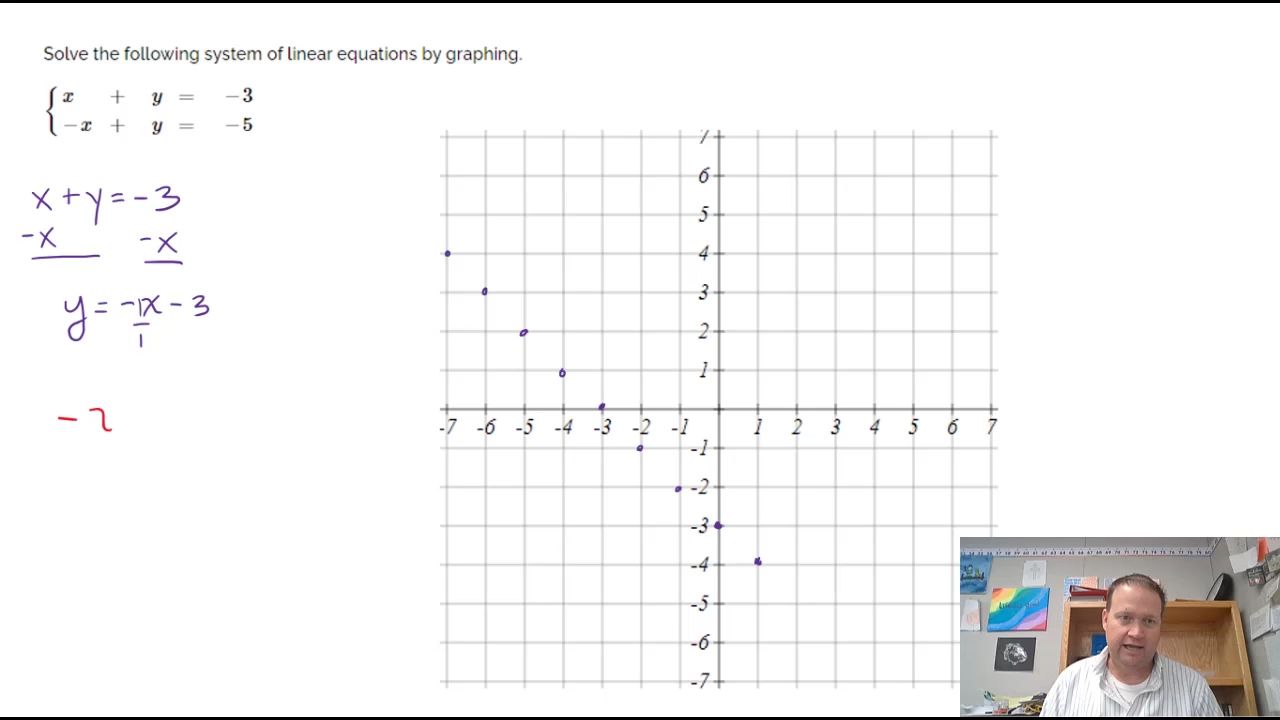 Solve the following system of linear equations by graphing.
x + y = −3
−x + y = −5
x + y = -3
-x -x
y = -1x - 3
1
-
7
6
5
4
3
2
1
-7 -6 -5 -4 -3 -2 -1 1 2 3 4 5 6 7
-1
-2
-3
-4
-5
-6
-7